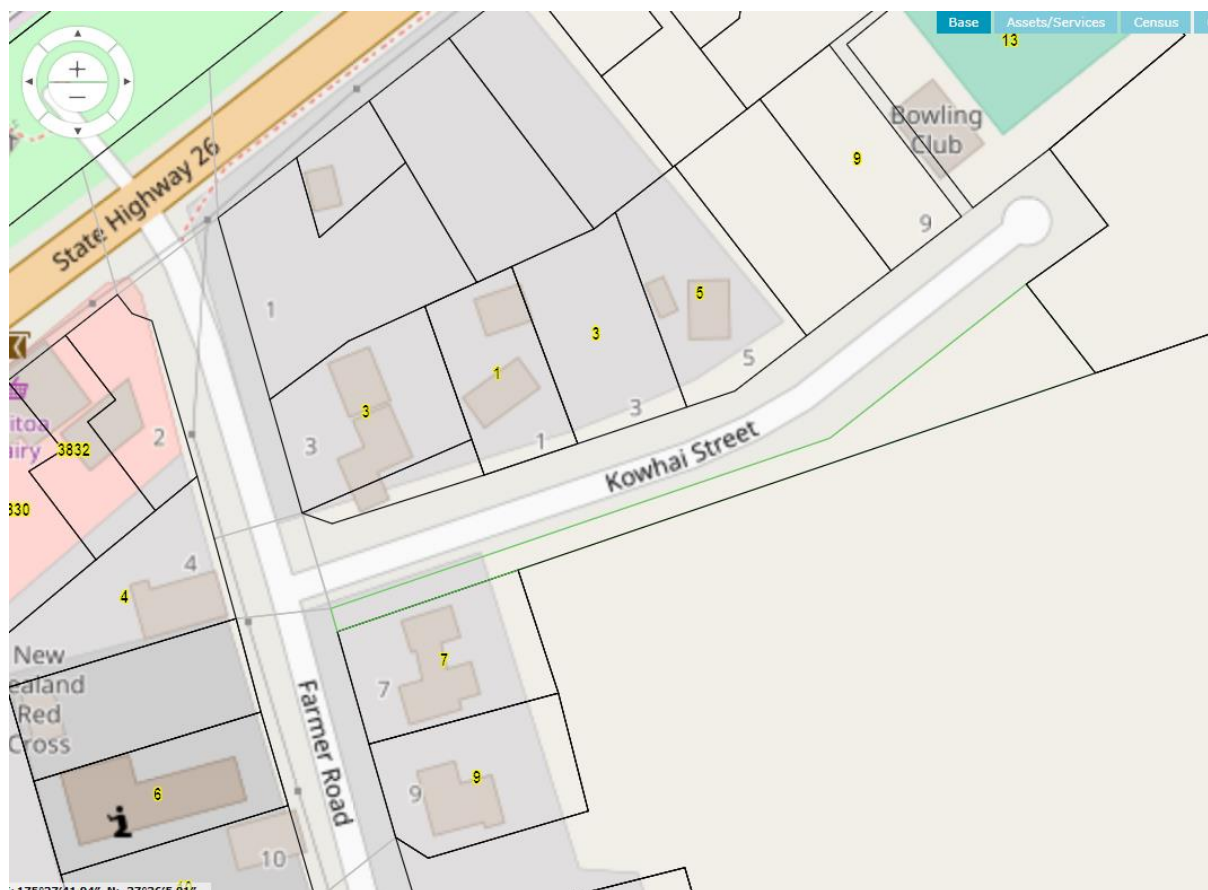 Base
Assets/Services
Census
13
Bowling
Club
9
9
State Highway 26
1
5
3
1
5
3
3
3
1
2
3832
330
Kowhai Street
4
4
New
ealand
Red
Cross
7
7
Farmer Road
9
9
6
10